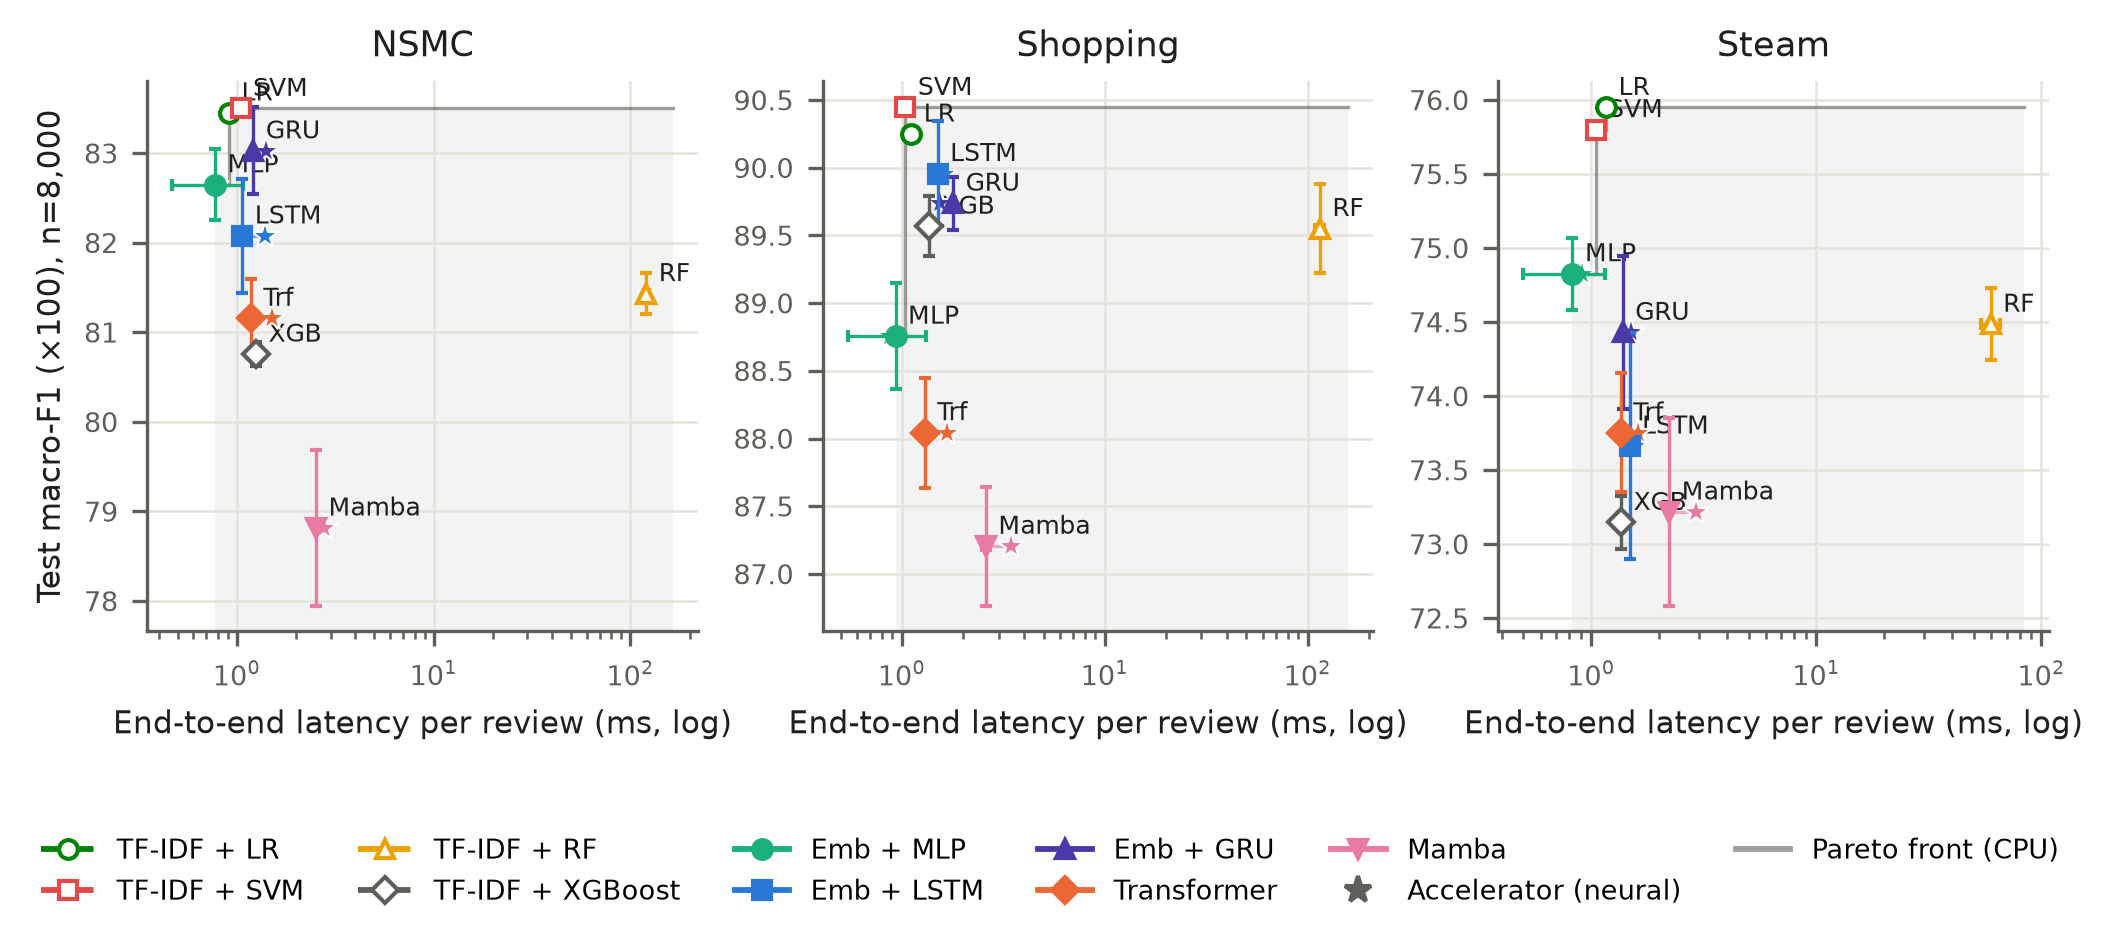 NSMC
Shopping
Steam
Test macro-F1 (×100), n=8,000
83
82
81
80
79
78
LR
SVM
GRU
MLP
LSTM
Trf
XGB
RF
Mamba
10⁰
10¹
10²
End-to-end latency per review (ms, log)
90.5
90.0
89.5
89.0
88.5
88.0
87.5
87.0
SVM
LR
LSTM
GRU
XGB
RF
MLP
Trf
Mamba
10⁰
10¹
10²
End-to-end latency per review (ms, log)
76.0
75.5
75.0
74.5
74.0
73.5
73.0
72.5
LR
SVM
MLP
GRU
RF
Trf
LSTM
XGB
Mamba
10⁰
10¹
10²
End-to-end latency per review (ms, log)
TF-IDF + LR
TF-IDF + SVM
TF-IDF + RF
TF-IDF + XGBoost
Emb + MLP
Emb + LSTM
Emb + GRU
Transformer
Mamba
Accelerator (neural)
Pareto front (CPU)